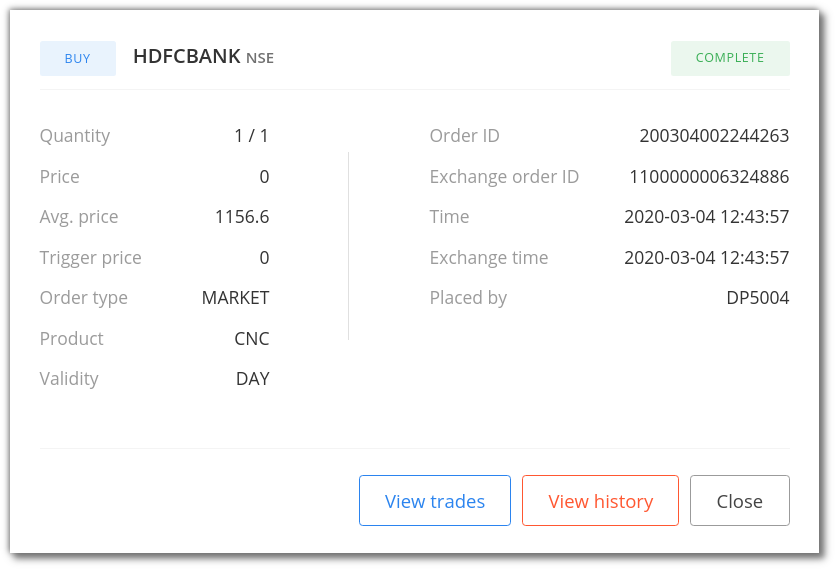 BUY HDFCBANK NSE COMPLETE
Quantity 1 / 1
Price 0
Avg. price 1156.6
Trigger price 0
Order type MARKET
Product CNC
Validity DAY
Order ID 200304002244263
Exchange order ID 1100000006324886
Time 2020-03-04 12:43:57
Exchange time 2020-03-04 12:43:57
Placed by DP5004
View trades View history Close